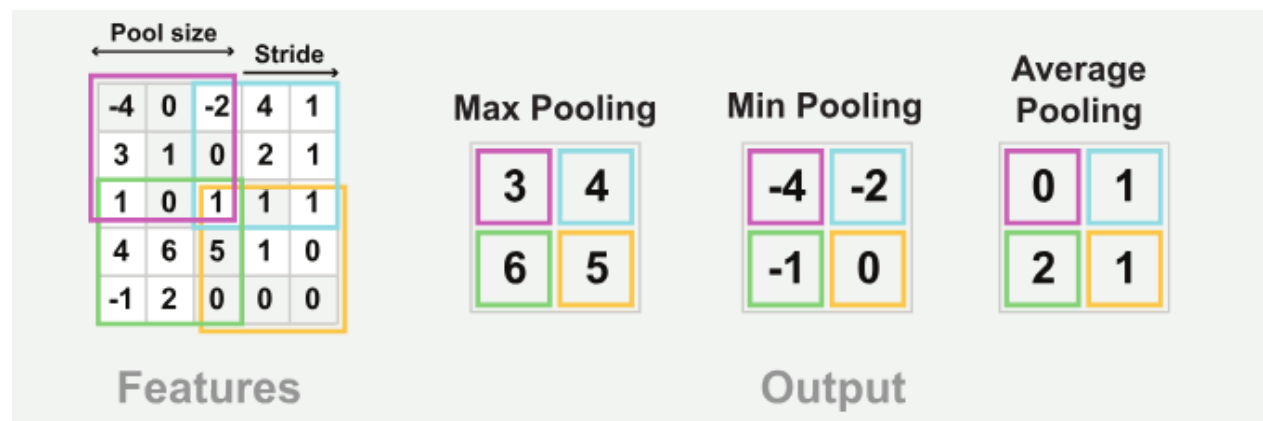 Pool size
Stride
-4 0 -2 4 1
3 1 0 2 1
1 0 1 1 1
4 6 5 1 0
-1 2 0 0 0
Features
Max Pooling
3 4
6 5
Min Pooling
-4 -2
-1 0
Average
Pooling
0 1
2 1
Output